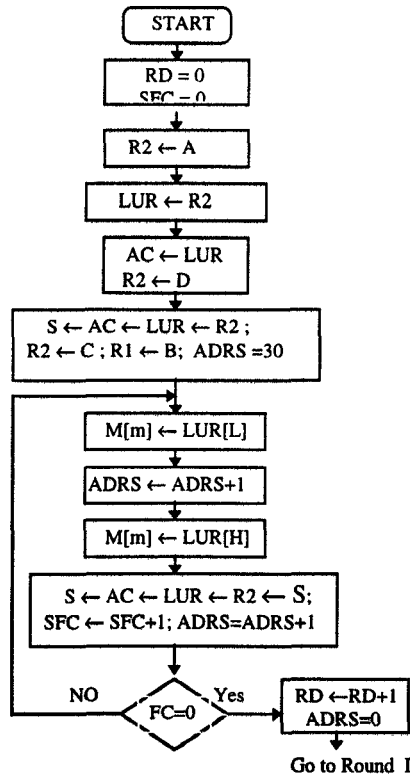 START
RD = 0
SFC = 0
R2 ← A
LUR ← R2
AC ← LUR
R2 ← D
S ← AC ← LUR ← R2 ;
R2 ← C ; R1 ← B; ADRS =30
M[m] ← LUR[L]
ADRS ← ADRS+1
M[m] ← LUR[H]
S ← AC ← LUR ← R2 ← S;
SFC ← SFC+1; ADRS=ADRS+1
NO
FC=0
Yes
RD ←RD+1
ADRS=0
Go to Round I